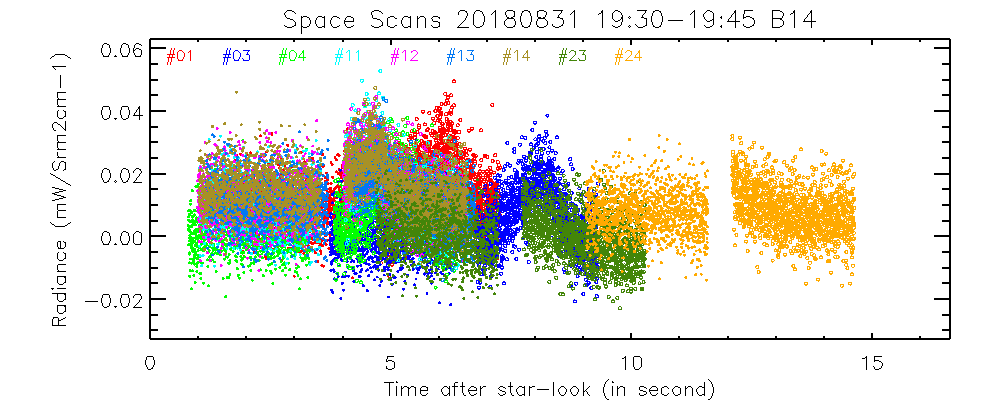 Space Scans 20180831 19:30-19:45 B14
#01 #03 #04 #11 #12 #13 #14 #23 #24
0.06
0.04
0.02
0.00
-0.02
Radiance (mW/Srm2cm-1)
0 5 10 15
Time after star-look (in second)